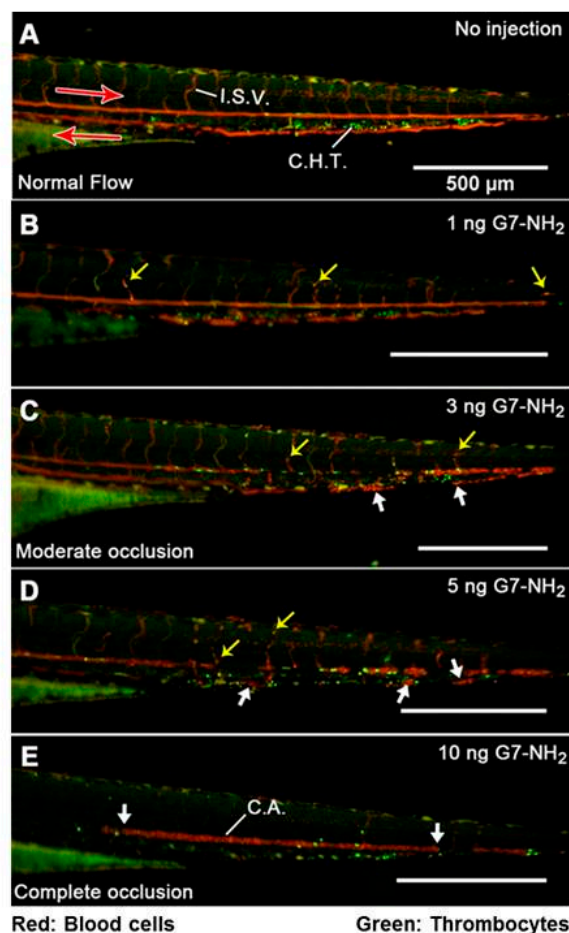 A
No injection
I.S.V.
C.H.T.
Normal Flow
500 µm
B
1 ng G7-NH2
C
3 ng G7-NH2
Moderate occlusion
D
5 ng G7-NH2
E
10 ng G7-NH2
C.A.
Complete occlusion
Red: Blood cells Green: Thrombocytes